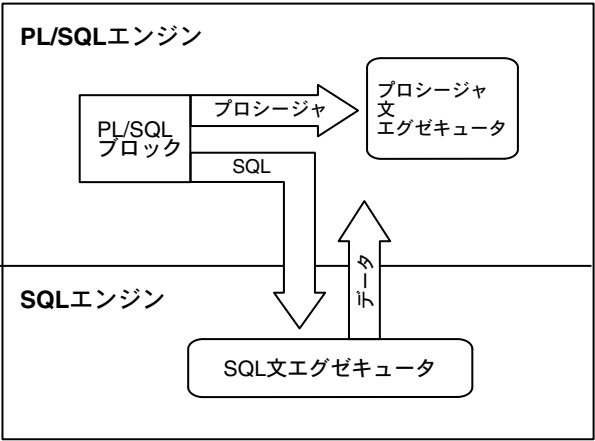 PL/SQLエンジン
PL/SQL
ブロック
プロシージャ
プロシージャ
文
エグゼキュータ
SQL
データ
SQLエンジン
SQL文エグゼキュータ